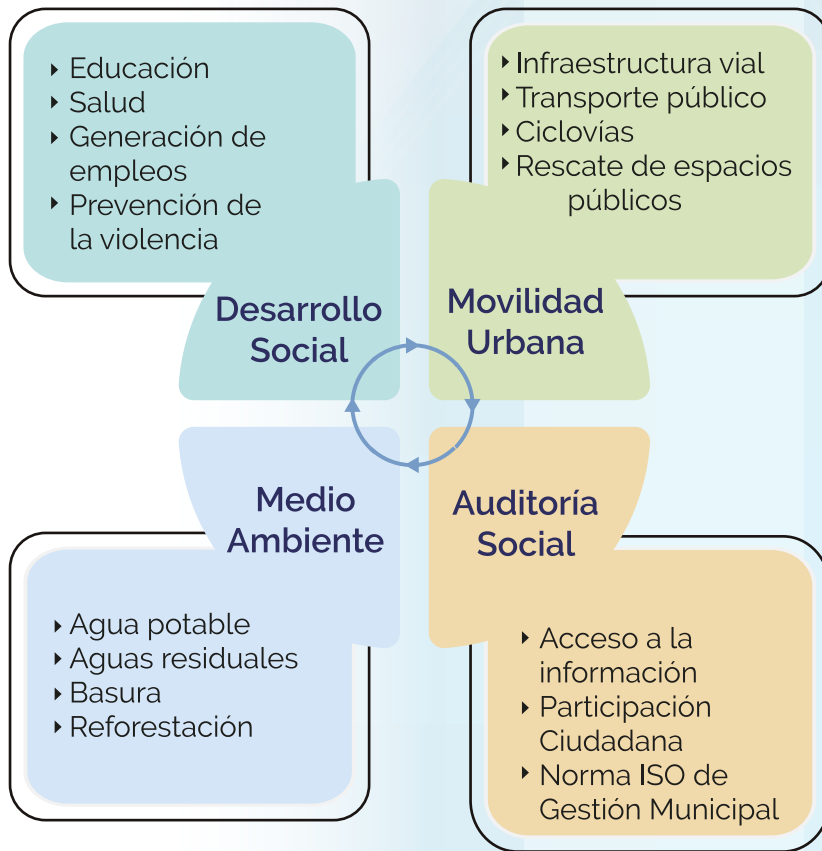 Educación
Salud
Generación de
empleos
Prevención de
la violencia
Desarrollo
Social
Infraestructura vial
Transporte público
Ciclovías
Rescate de espacios
públicos
Movilidad
Urbana
Medio
Ambiente
Agua potable
Aguas residuales
Basura
Reforestación
Auditoría
Social
Acceso a la
información
Participación
Ciudadana
Norma ISO de
Gestión Municipal